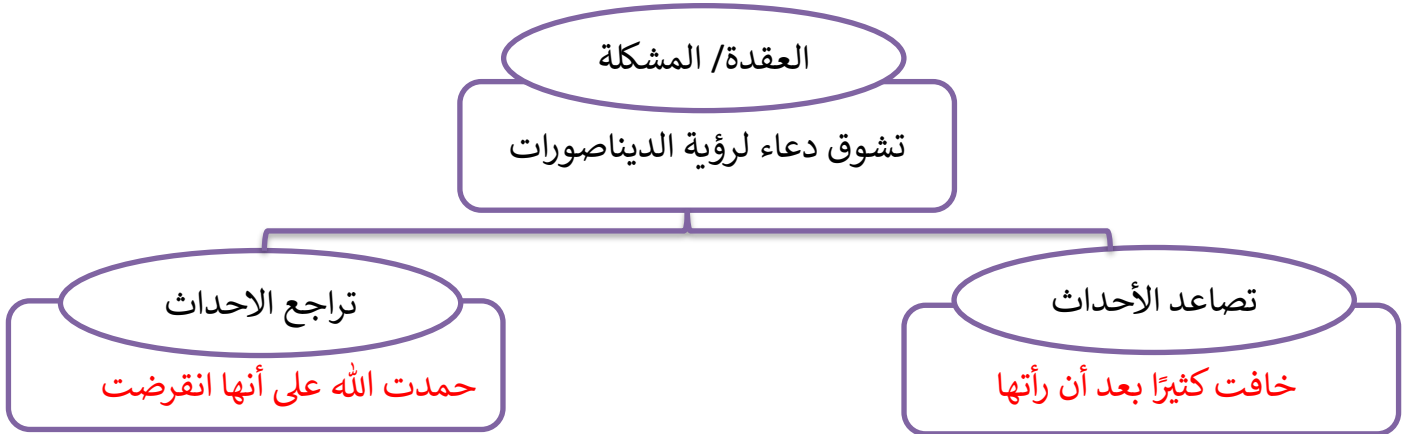 العقدة/ المشكلة
تشوق دعاء لرؤية الديناصورات
تصاعد الأحداث
خافت كثيرًا بعد أن رأتها
تراجع الاحداث
حمدت الله على أنها انقرضت